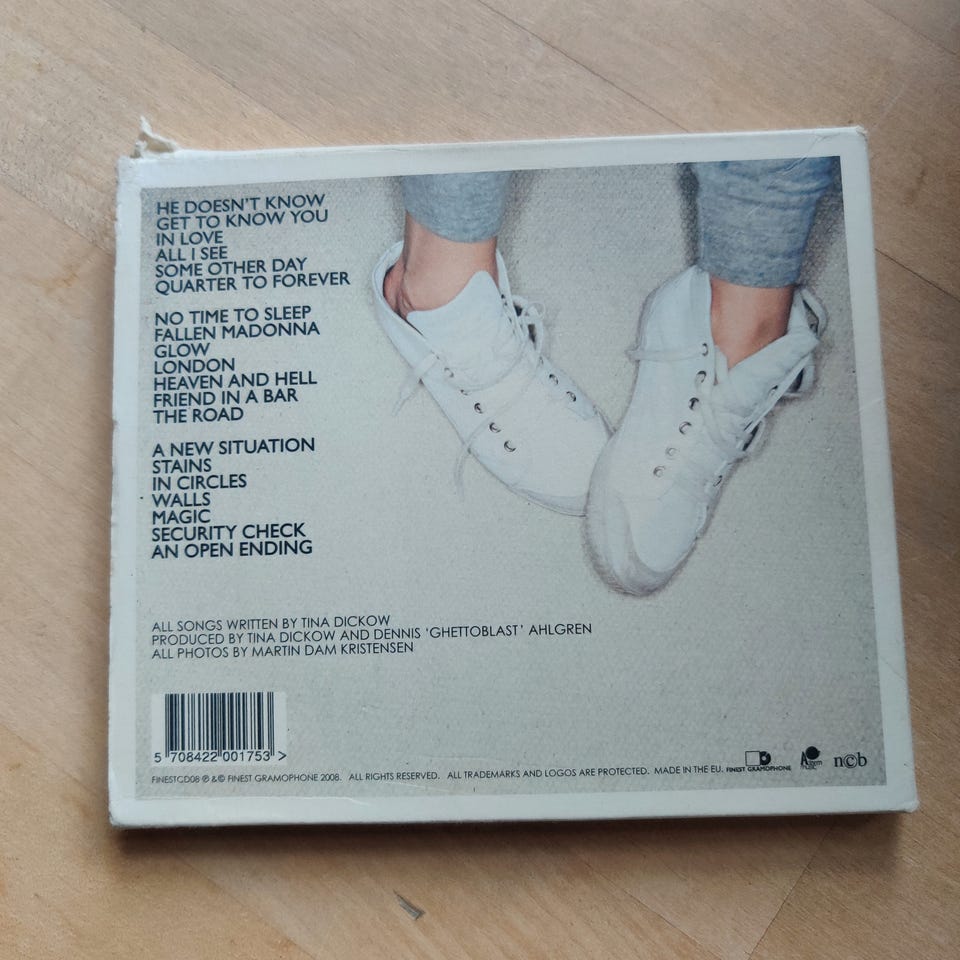 HE DOESN'T KNOW
GET TO KNOW YOU
IN LOVE
ALL I SEE
SOME OTHER DAY
QUARTER TO FOREVER
NO TIME TO SLEEP
FALLEN MADONNA
GLOW
LONDON
HEAVEN AND HELL
FRIEND IN A BAR
THE ROAD
A NEW SITUATION
STAINS
IN CIRCLES
WALLS
MAGIC
SECURITY CHECK
AN OPEN ENDING
ALL SONGS WRITTEN BY TINA DICKOW
PRODUCED BY TINA DICKOW AND DENNIS 'GHETTOBLAST' AHLGREN
ALL PHOTOS BY MARTIN DAM KRISTENSEN
5 708422 001753 >
FINESTCD08 ℗ &© FINEST GRAMOPHONE 2008. ALL RIGHTS RESERVED. ALL TRADEMARKS AND LOGOS ARE PROTECTED. MADE IN THE EU.
FINEST GRAMOPHONE
MUSIC
n©b